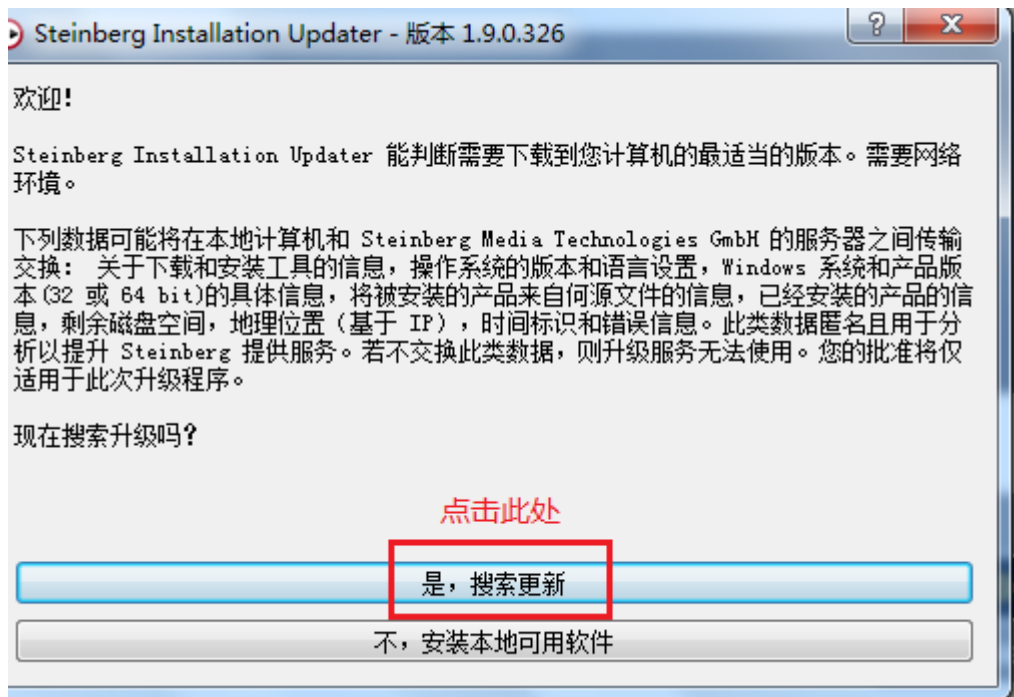 Steinberg Installation Updater - 版本 1.9.0.326
欢迎!
Steinberg Installation Updater 能判断需要下载到您计算机的最适当的版本。需要网络
环境。
下列数据可能将在本地计算机和 Steinberg Media Technologies GmbH 的服务器之间传输
交换: 关于下载和安装工具的信息,操作系统的版本和语言设置,Windows 系统和产品版
本(32 或 64 bit)的具体信息,将被安装的产品来自何源文件的信息,已经安装的产品的信
息,剩余磁盘空间,地理位置(基于 IP),时间标识和错误信息。此类数据匿名且用于分
析以提升 Steinberg 提供服务。若不交换此类数据,则升级服务无法使用。您的批准将仅
适用于此次升级程序。
现在搜索升级吗?
点击此处
是,搜索更新
不,安装本地可用软件